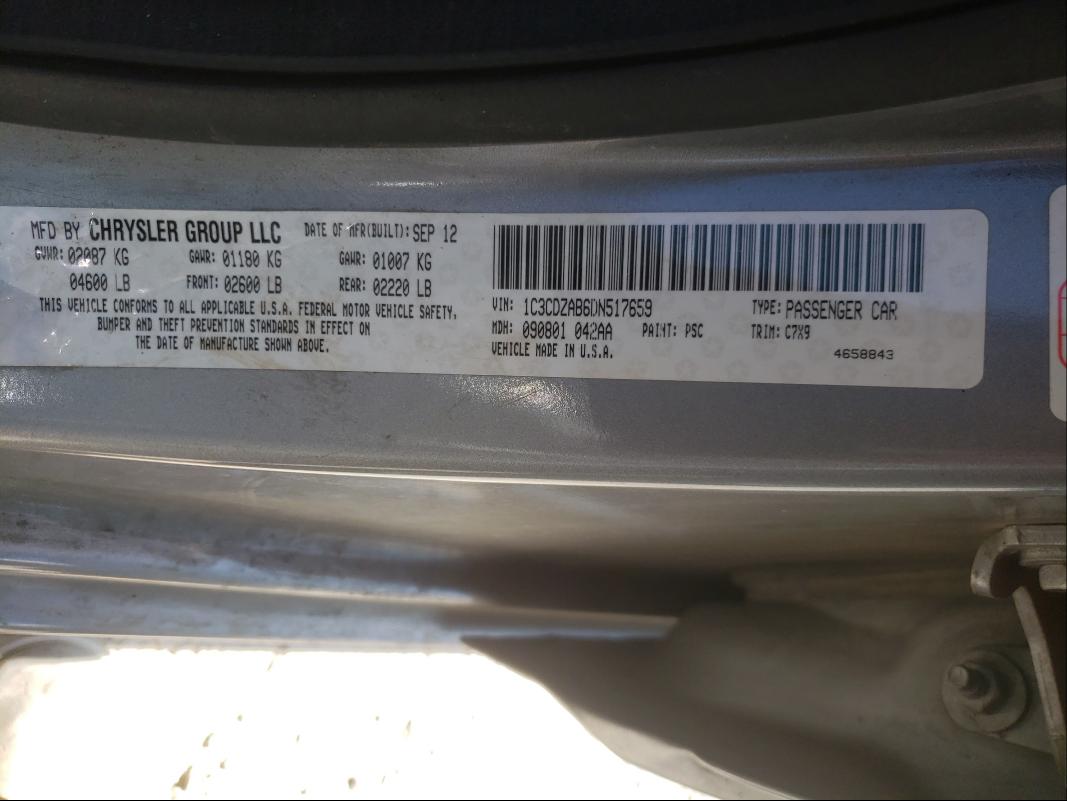 MFD BY CHRYSLER GROUP LLC DATE OF MFR(BUILT): SEP 12
GVWR: 02087 KG GAWR: 01180 KG GAWR: 01007 KG
04600 LB FRONT: 02600 LB REAR: 02220 LB
THIS VEHICLE CONFORMS TO ALL APPLICABLE U.S.A. FEDERAL MOTOR VEHICLE SAFETY,
BUMPER AND THEFT PREVENTION STANDARDS IN EFFECT ON
THE DATE OF MANUFACTURE SHOWN ABOVE.
VIN: 1C3CDZAB6DN517659 TYPE: PASSENGER CAR
MDH: 090801 042AA PAINT: PSC TRIM: C7X9
VEHICLE MADE IN U.S.A. 4658843